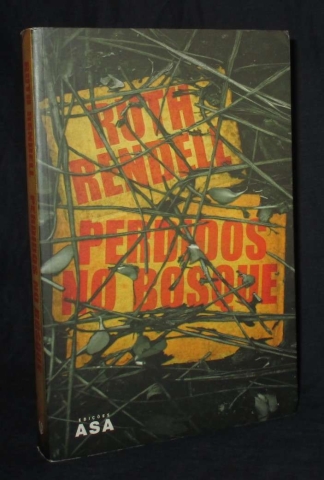 RUTH
RENDELL
PERDIDOS
NO BOSQUE
EDIÇÕES
ASA